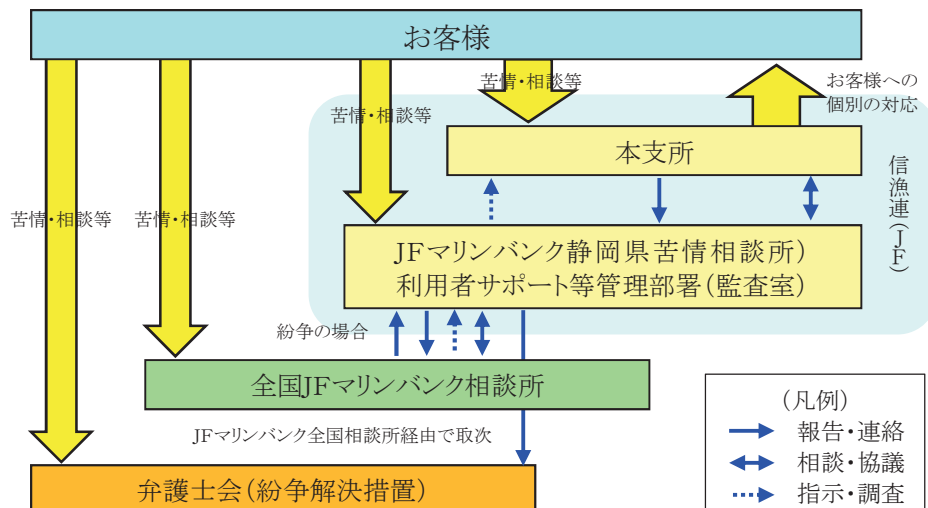 お客様
苦情・相談等
お客様への
個別の対応
苦情・相談等
本支所
信漁連(JF)
苦情・相談等
苦情・相談等
JFマリンバンク静岡県苦情相談所)
利用者サポート等管理部署(監査室)
紛争の場合
全国JFマリンバンク相談所
JFマリンバンク全国相談所経由で取次
弁護士会(紛争解決措置)
(凡例)
報告・連絡
相談・協議
指示・調査